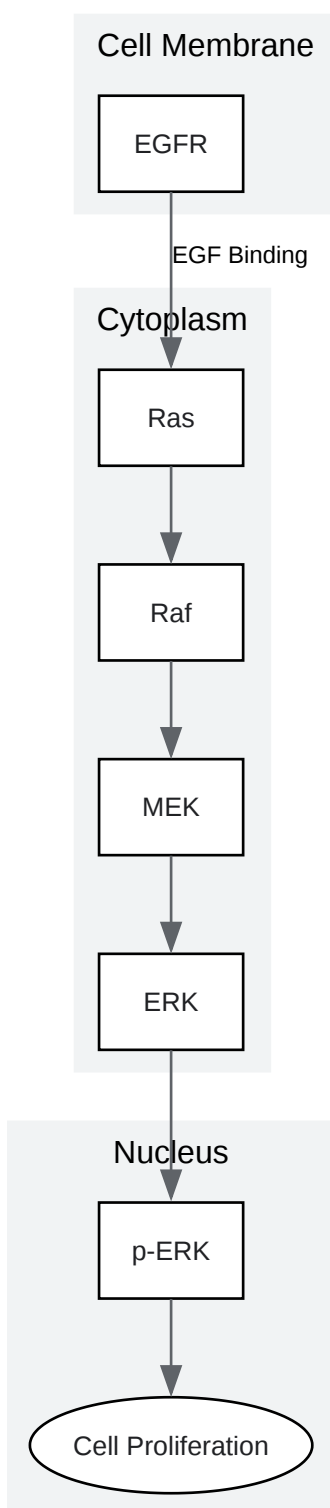 Cell Membrane
EGFR
EGF Binding
Cytoplasm
Ras
Raf
MEK
ERK
Nucleus
p-ERK
Cell Proliferation